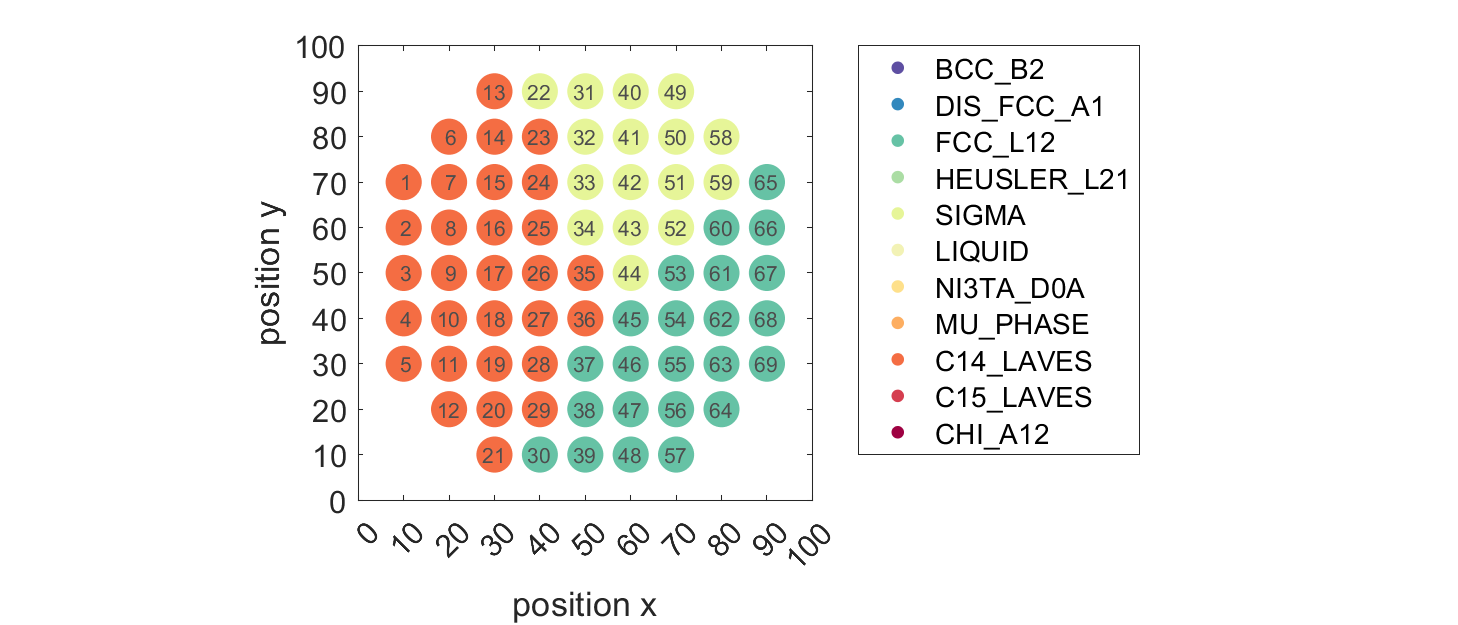 100
90 13 22 31 40 49
80 6 14 23 32 41 50 58
70 1 7 15 24 33 42 51 59 65
60 2 8 16 25 34 43 52 60 66
50 3 9 17 26 35 44 53 61 67
40 4 10 18 27 36 45 54 62 68
30 5 11 19 28 37 46 55 63 69
20 12 20 29 38 47 56 64
10 21 30 39 48 57
0
0 10 20 30 40 50 60 70 80 90 100
position x
position y
BCC_B2
DIS_FCC_A1
FCC_L12
HEUSLER_L21
SIGMA
LIQUID
NI3TA_D0A
MU_PHASE
C14_LAVES
C15_LAVES
CHI_A12